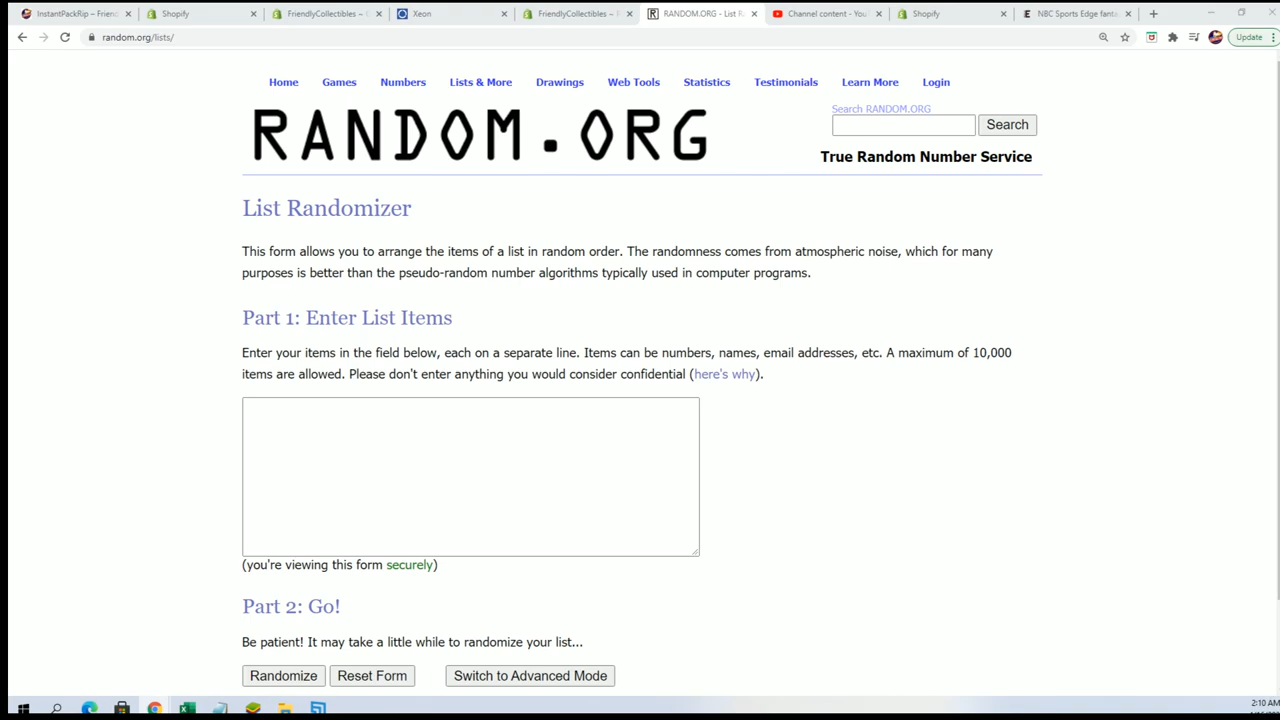 InstantPackRip – Frien
Shopify
FriendlyCollectibles ~
Xeon
FriendlyCollectibles ~
RANDOM.ORG - List R
Channel content - You
Shopify
NBC Sports Edge fant
random.org/lists/
Update
Home Games Numbers Lists & More Drawings Web Tools Statistics Testimonials Learn More Login
Search RANDOM.ORG
RANDOM.ORG
Search
True Random Number Service
List Randomizer
This form allows you to arrange the items of a list in random order. The randomness comes from atmospheric noise, which for many
purposes is better than the pseudo-random number algorithms typically used in computer programs.
Part 1: Enter List Items
Enter your items in the field below, each on a separate line. Items can be numbers, names, email addresses, etc. A maximum of 10,000
items are allowed. Please don't enter anything you would consider confidential (here's why).
(you're viewing this form securely)
Part 2: Go!
Be patient! It may take a little while to randomize your list...
Randomize Reset Form Switch to Advanced Mode
2:10 AM